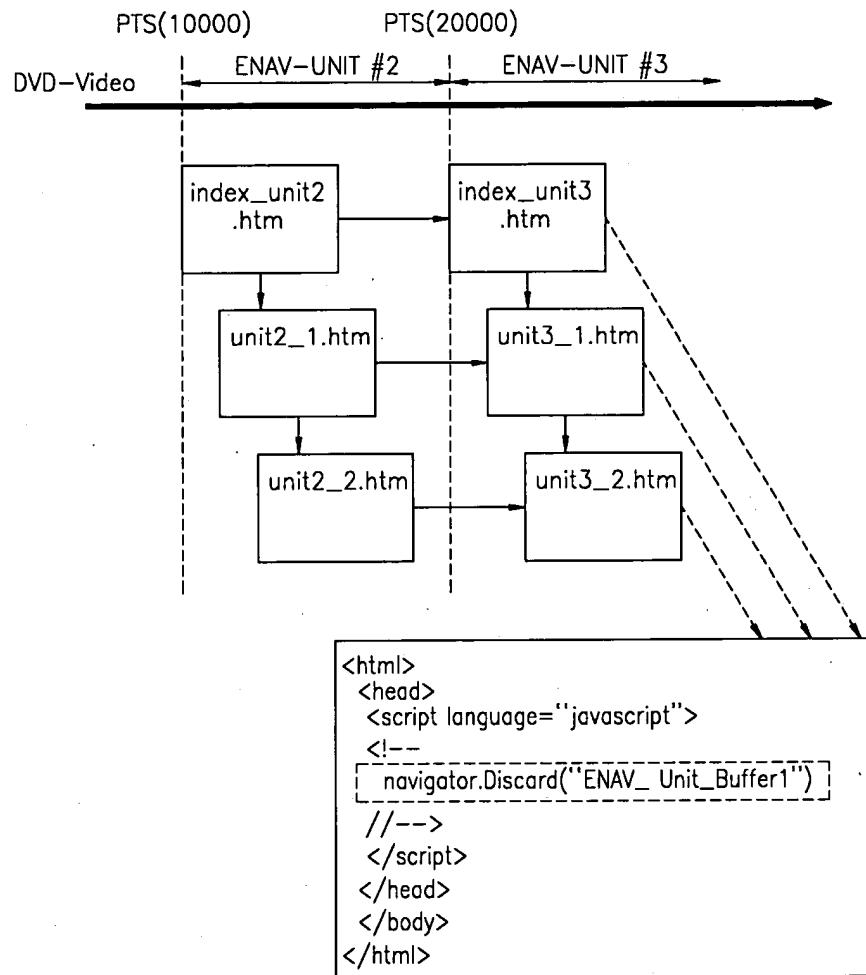 PTS(10000) PTS(20000)
ENAV-UNIT #2 ENAV-UNIT #3
DVD-Video
index_unit2
.htm
index_unit3
.htm
unit2_1.htm
unit3_1.htm
unit2_2.htm
unit3_2.htm
<html>
<head>
<script language="javascript">
<!--
navigator.Discard("ENAV_ Unit_Buffer1")
//-->
</script>
</head>
</body>
</html>